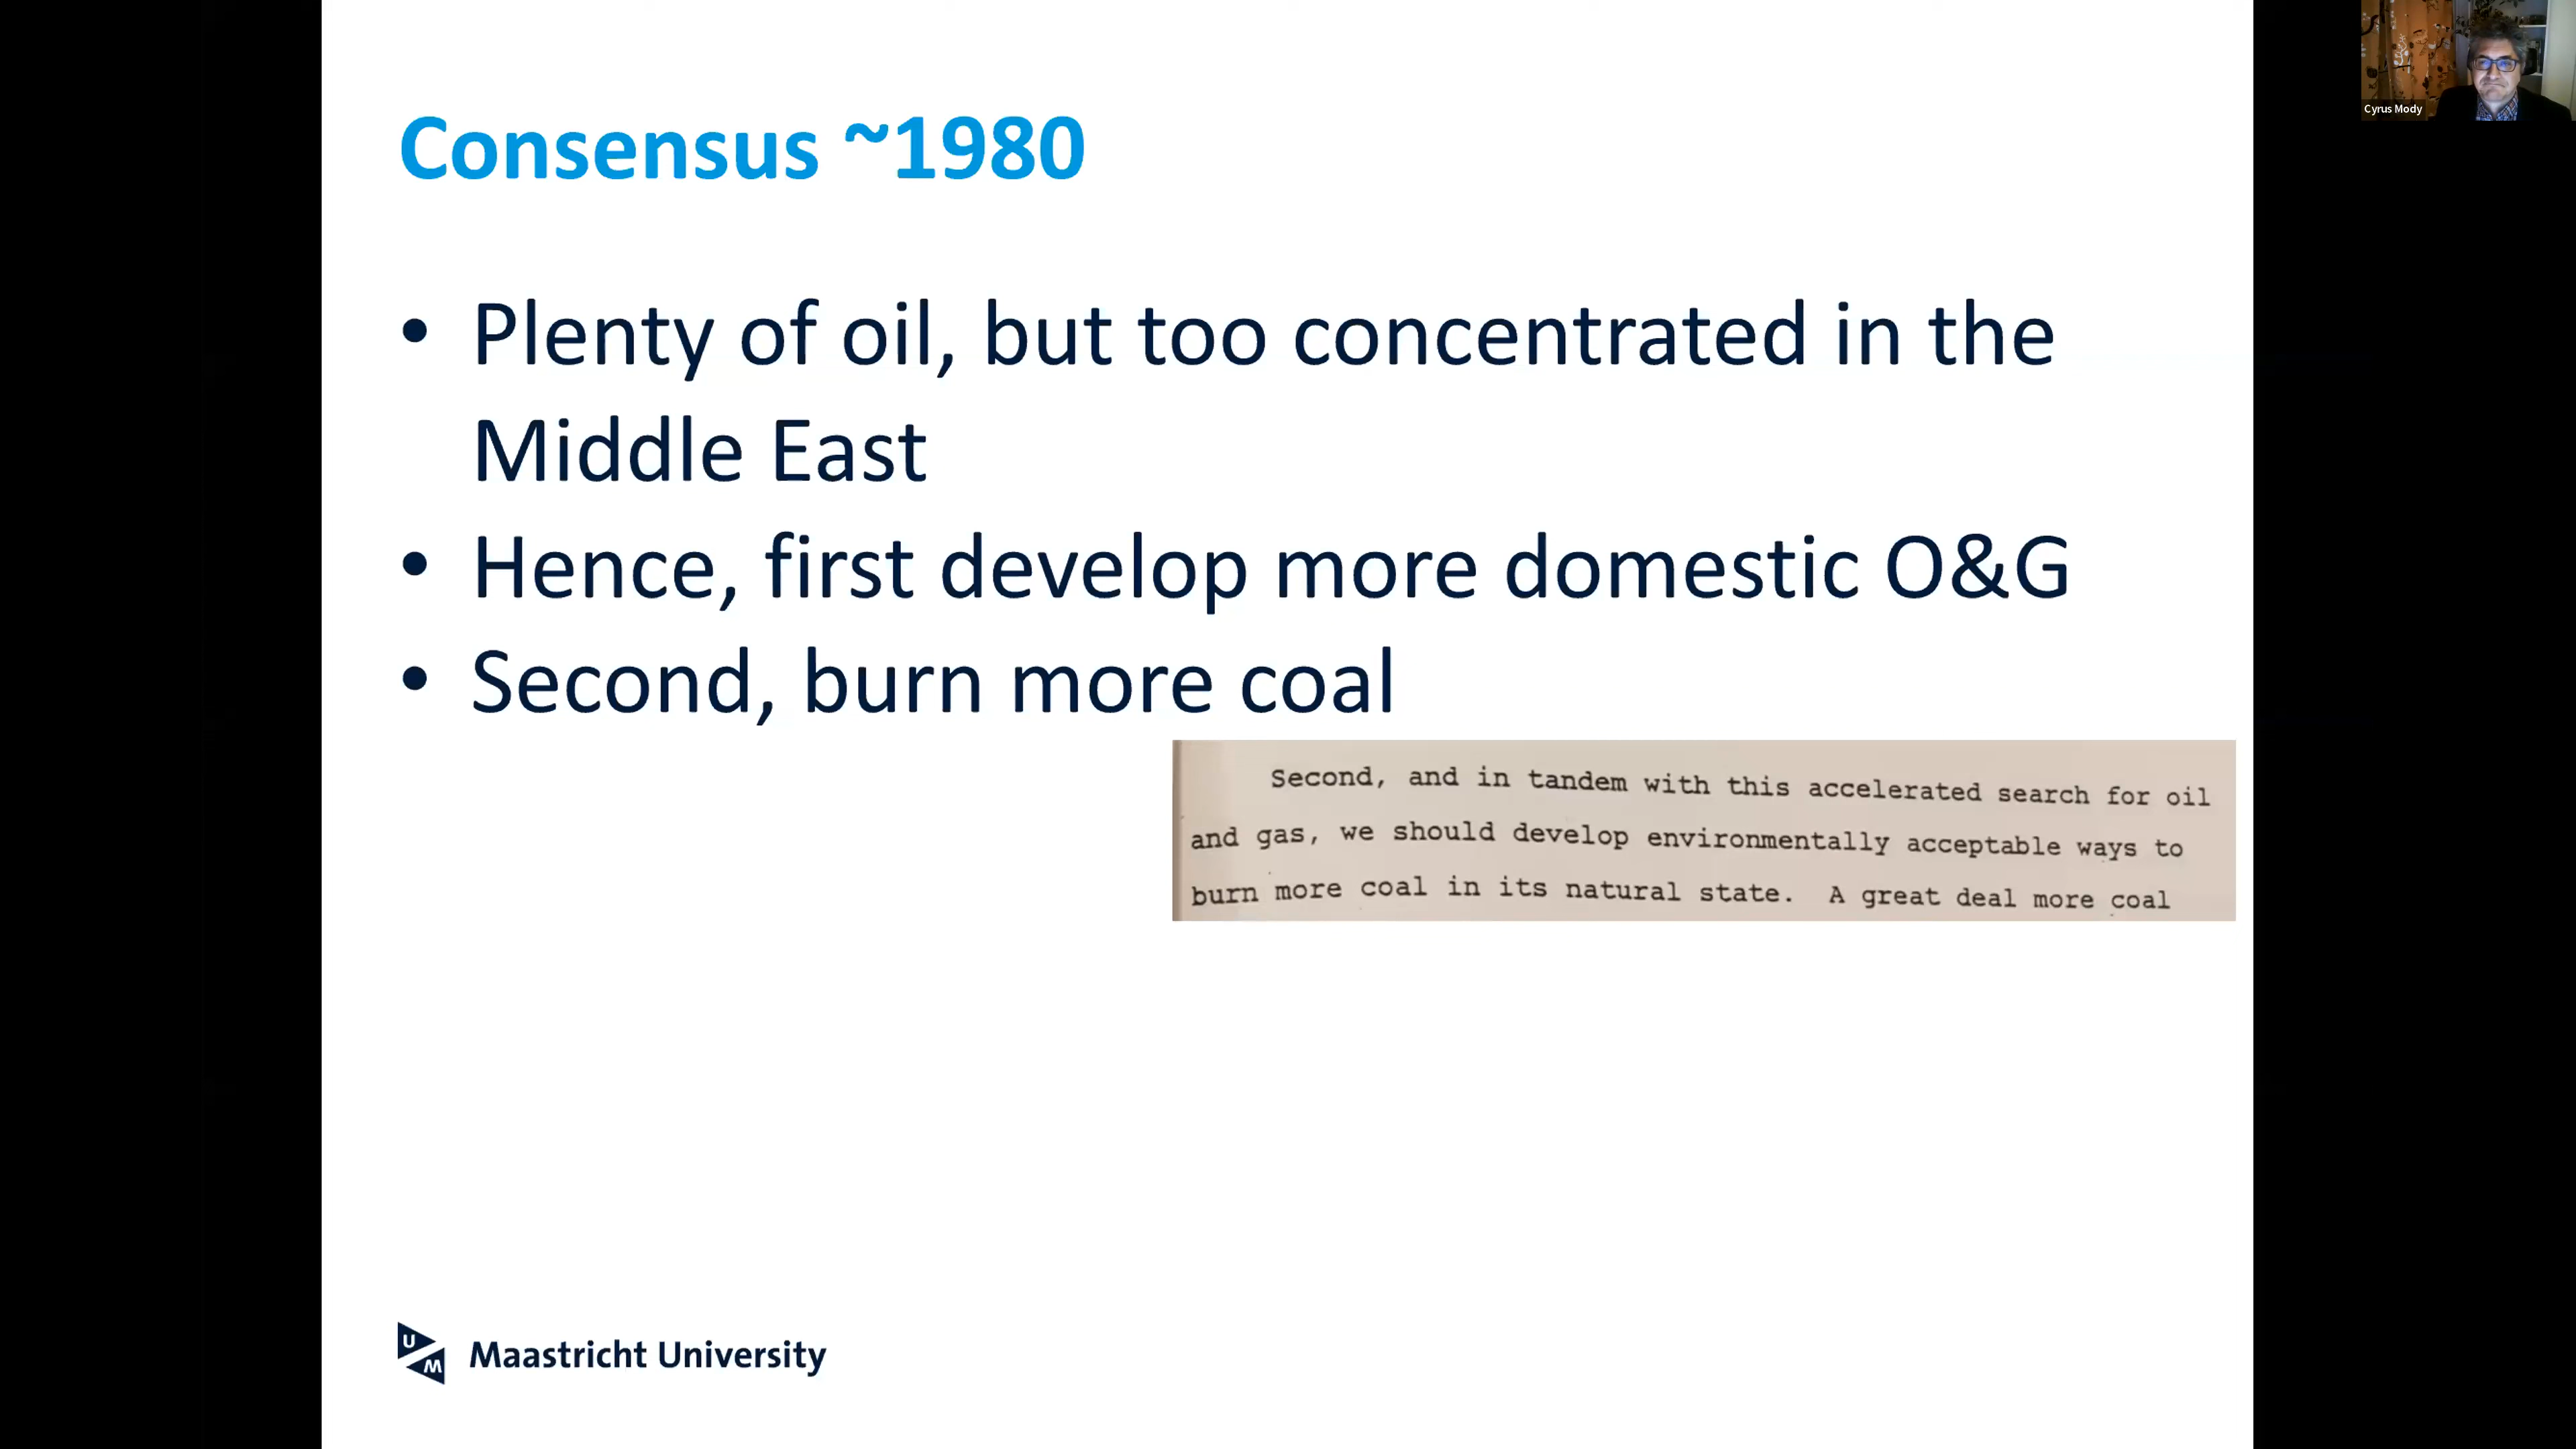 Consensus ~1980
• Plenty of oil, but too concentrated in the
Middle East
• Hence, first develop more domestic O&G
• Second, burn more coal
Second, and in tandem with this accelerated search for oil
and gas, we should develop environmentally acceptable ways to
burn more coal in its natural state. A great deal more coal
UM Maastricht University
Cyrus Mody